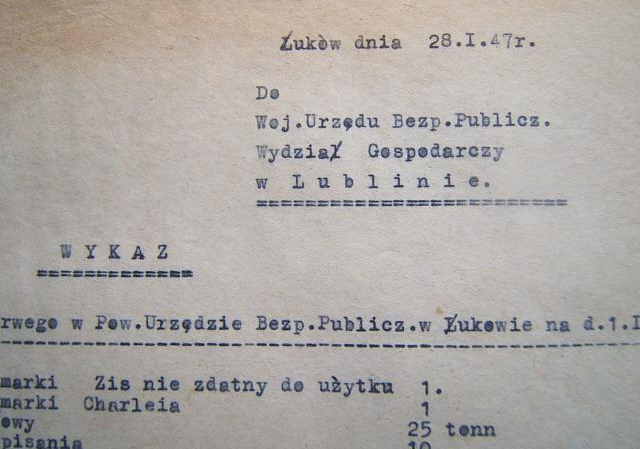 Łukòw dnia 28.I.47r.
Do
Woj.Urzędu Bezp.Publicz.
Wydział Gospodarczy
w L u b l i n i e.
W Y K A Z
rwego w Pow.Urzędzie Bezp.Publicz.w Łukowie na d.1.I
marki Zis nie zdatny do użytku 1.
marki Charleia 1
owy 25 tonn
pisania 10